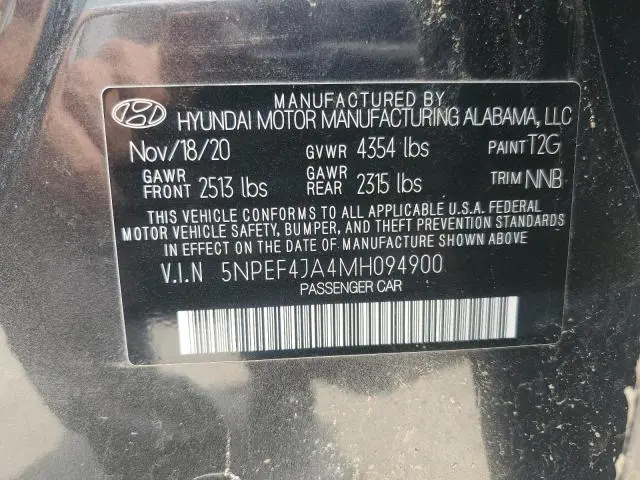 MANUFACTURED BY
HYUNDAI MOTOR MANUFACTURING ALABAMA, LLC
Nov/18/20 GVWR 4354 lbs PAINT T2G
GAWR FRONT 2513 lbs GAWR REAR 2315 lbs TRIM NNB
THIS VEHICLE CONFORMS TO ALL APPLICABLE U.S.A. FEDERAL
MOTOR VEHICLE SAFETY, BUMPER, AND THEFT PREVENTION STANDARDS
IN EFFECT ON THE DATE OF MANUFACTURE SHOWN ABOVE.
V.I.N 5NPEF4JA4MH094900
PASSENGER CAR